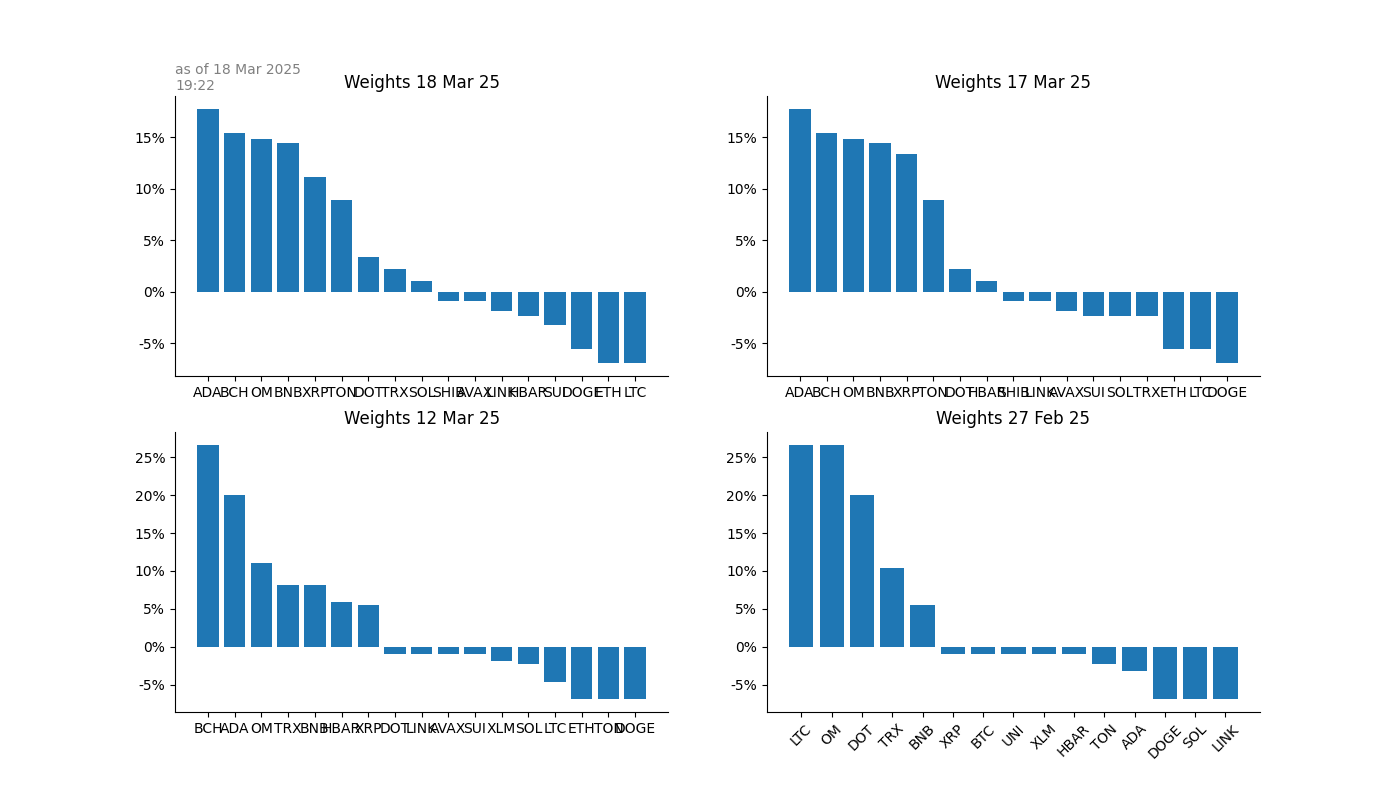 as of 18 Mar 2025
19:22
Weights 18 Mar 25
15%
10%
5%
0%
-5%
ADA BCH OM BNB XRP TON DOT TRX SOL SHIB AVAX LINK HBAR SUI DOGE ETH LTC
Weights 17 Mar 25
15%
10%
5%
0%
-5%
ADA BCH OM BNB XRP TON DOT HBAR SHIB LINK AVAX SUI SOL TRX ETH LTC DOGE
Weights 12 Mar 25
25%
20%
15%
10%
5%
0%
-5%
BCH ADA OM TRX BNB HBAR XRP DOT LINK AVAX SUI XLM SOL LTC ETH TON DOGE
Weights 27 Feb 25
25%
20%
15%
10%
5%
0%
-5%
LTC OM DOT TRX BNB XRP BTC UNI XLM HBAR TON ADA DOGE SOL LINK